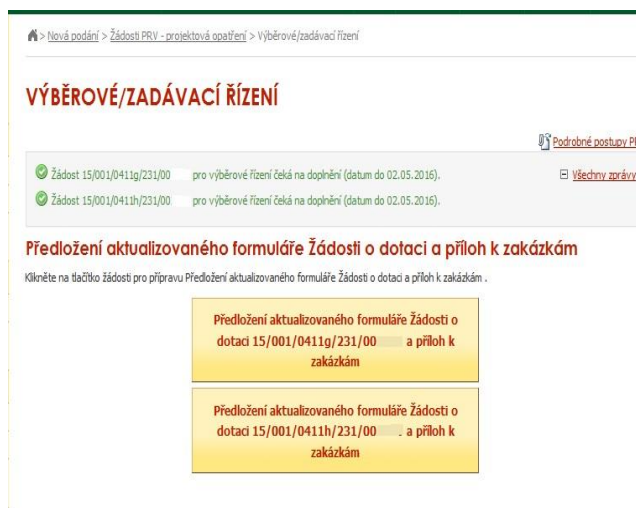 > Nová podání > Žádosti PRV - projektová opatření > Výběrové/zadávací řízení
VÝBĚROVÉ/ZADÁVACÍ ŘÍZENÍ
Podrobné postupy
Žádost 15/001/0411g/231/00 pro výběrové řízení čeká na doplnění (datum do 02.05.2016).
Všechny zprávy
Žádost 15/001/0411h/231/00 pro výběrové řízení čeká na doplnění (datum do 02.05.2016).
Předložení aktualizovaného formuláře Žádosti o dotaci a příloh k zakázkám
Klikněte na tlačítko žádosti pro přípravu Předložení aktualizovaného formuláře Žádosti o dotaci a příloh k zakázkám .
Předložení aktualizovaného formuláře Žádosti o
dotaci 15/001/0411g/231/00 a příloh k
zakázkám
Předložení aktualizovaného formuláře Žádosti o
dotaci 15/001/0411h/231/00 . a příloh k
zakázkám